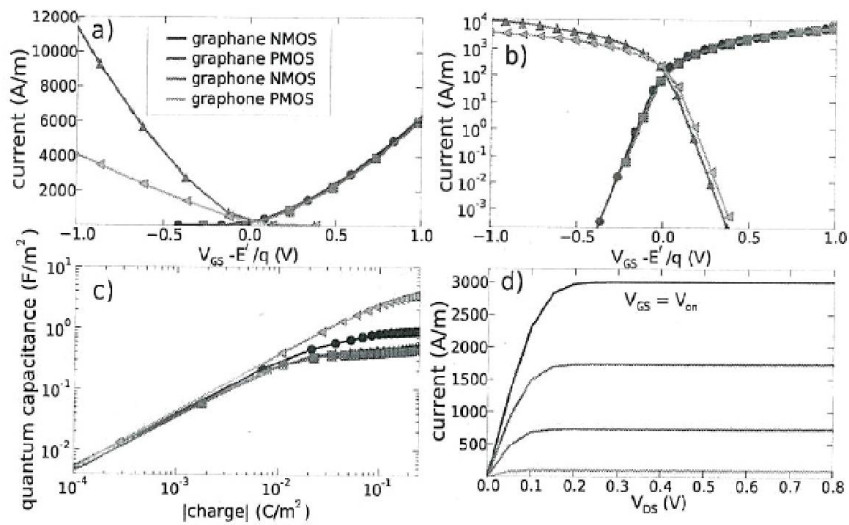 a)
12000
10000
8000
6000
4000
2000
current (A/m)
graphane NMOS
graphane PMOS
graphone NMOS
graphone PMOS
−1.0 −0.5 0.0 0.5 1.0
V_GS -E^f/q (V)
b)
10^4
10^3
10^2
10^1
10^0
10^-1
10^-2
10^-3
current (A/m)
−1.0 −0.5 0.0 0.5 1.0
V_GS -E^f/q (V)
c)
10^1
10^0
10^-1
10^-2
quantum capacitance (F/m^2)
10^-4 10^-3 10^-2 10^-1
|charge| (C/m^2)
d)
V_GS = V_on
3000
2500
2000
1500
1000
500
current (A/m)
0.0 0.1 0.2 0.3 0.4 0.5 0.6 0.7 0.8
V_DS (V)